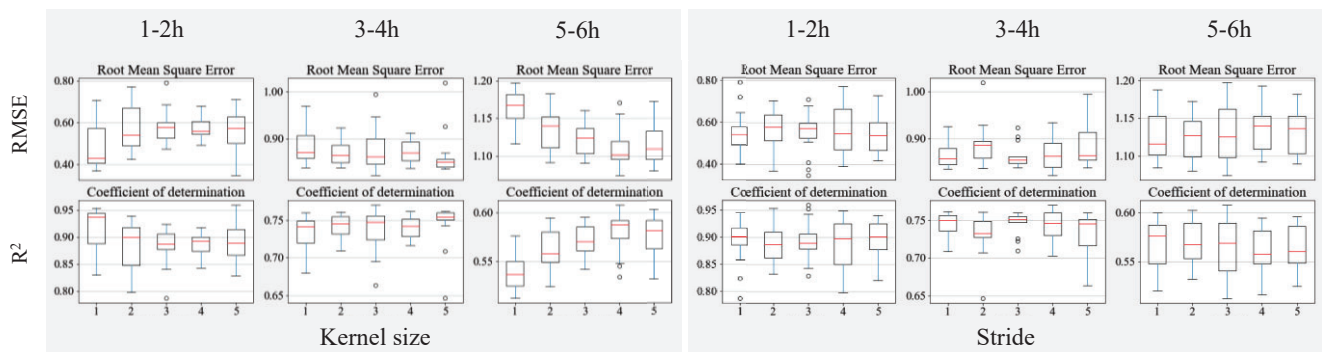 1-2h 3-4h 5-6h 1-2h 3-4h 5-6h
Root Mean Square Error Root Mean Square Error Root Mean Square Error Root Mean Square Error Root Mean Square Error Root Mean Square Error
RMSE
0.80 0.60 0.40
1.00 0.90
1.20 1.15 1.10
0.80 0.60 0.40
1.00 0.90
1.20 1.15 1.10
Coefficient of determination Coefficient of determination Coefficient of determination Coefficient of determination Coefficient of determination Coefficient of determination
R²
0.95 0.90 0.85 0.80
0.75 0.70 0.65
0.60 0.55
0.95 0.90 0.85 0.80
0.75 0.70 0.65
0.60 0.55
1 2 3 4 5 1 2 3 4 5 1 2 3 4 5 1 2 3 4 5 1 2 3 4 5 1 2 3 4 5
Kernel size Stride